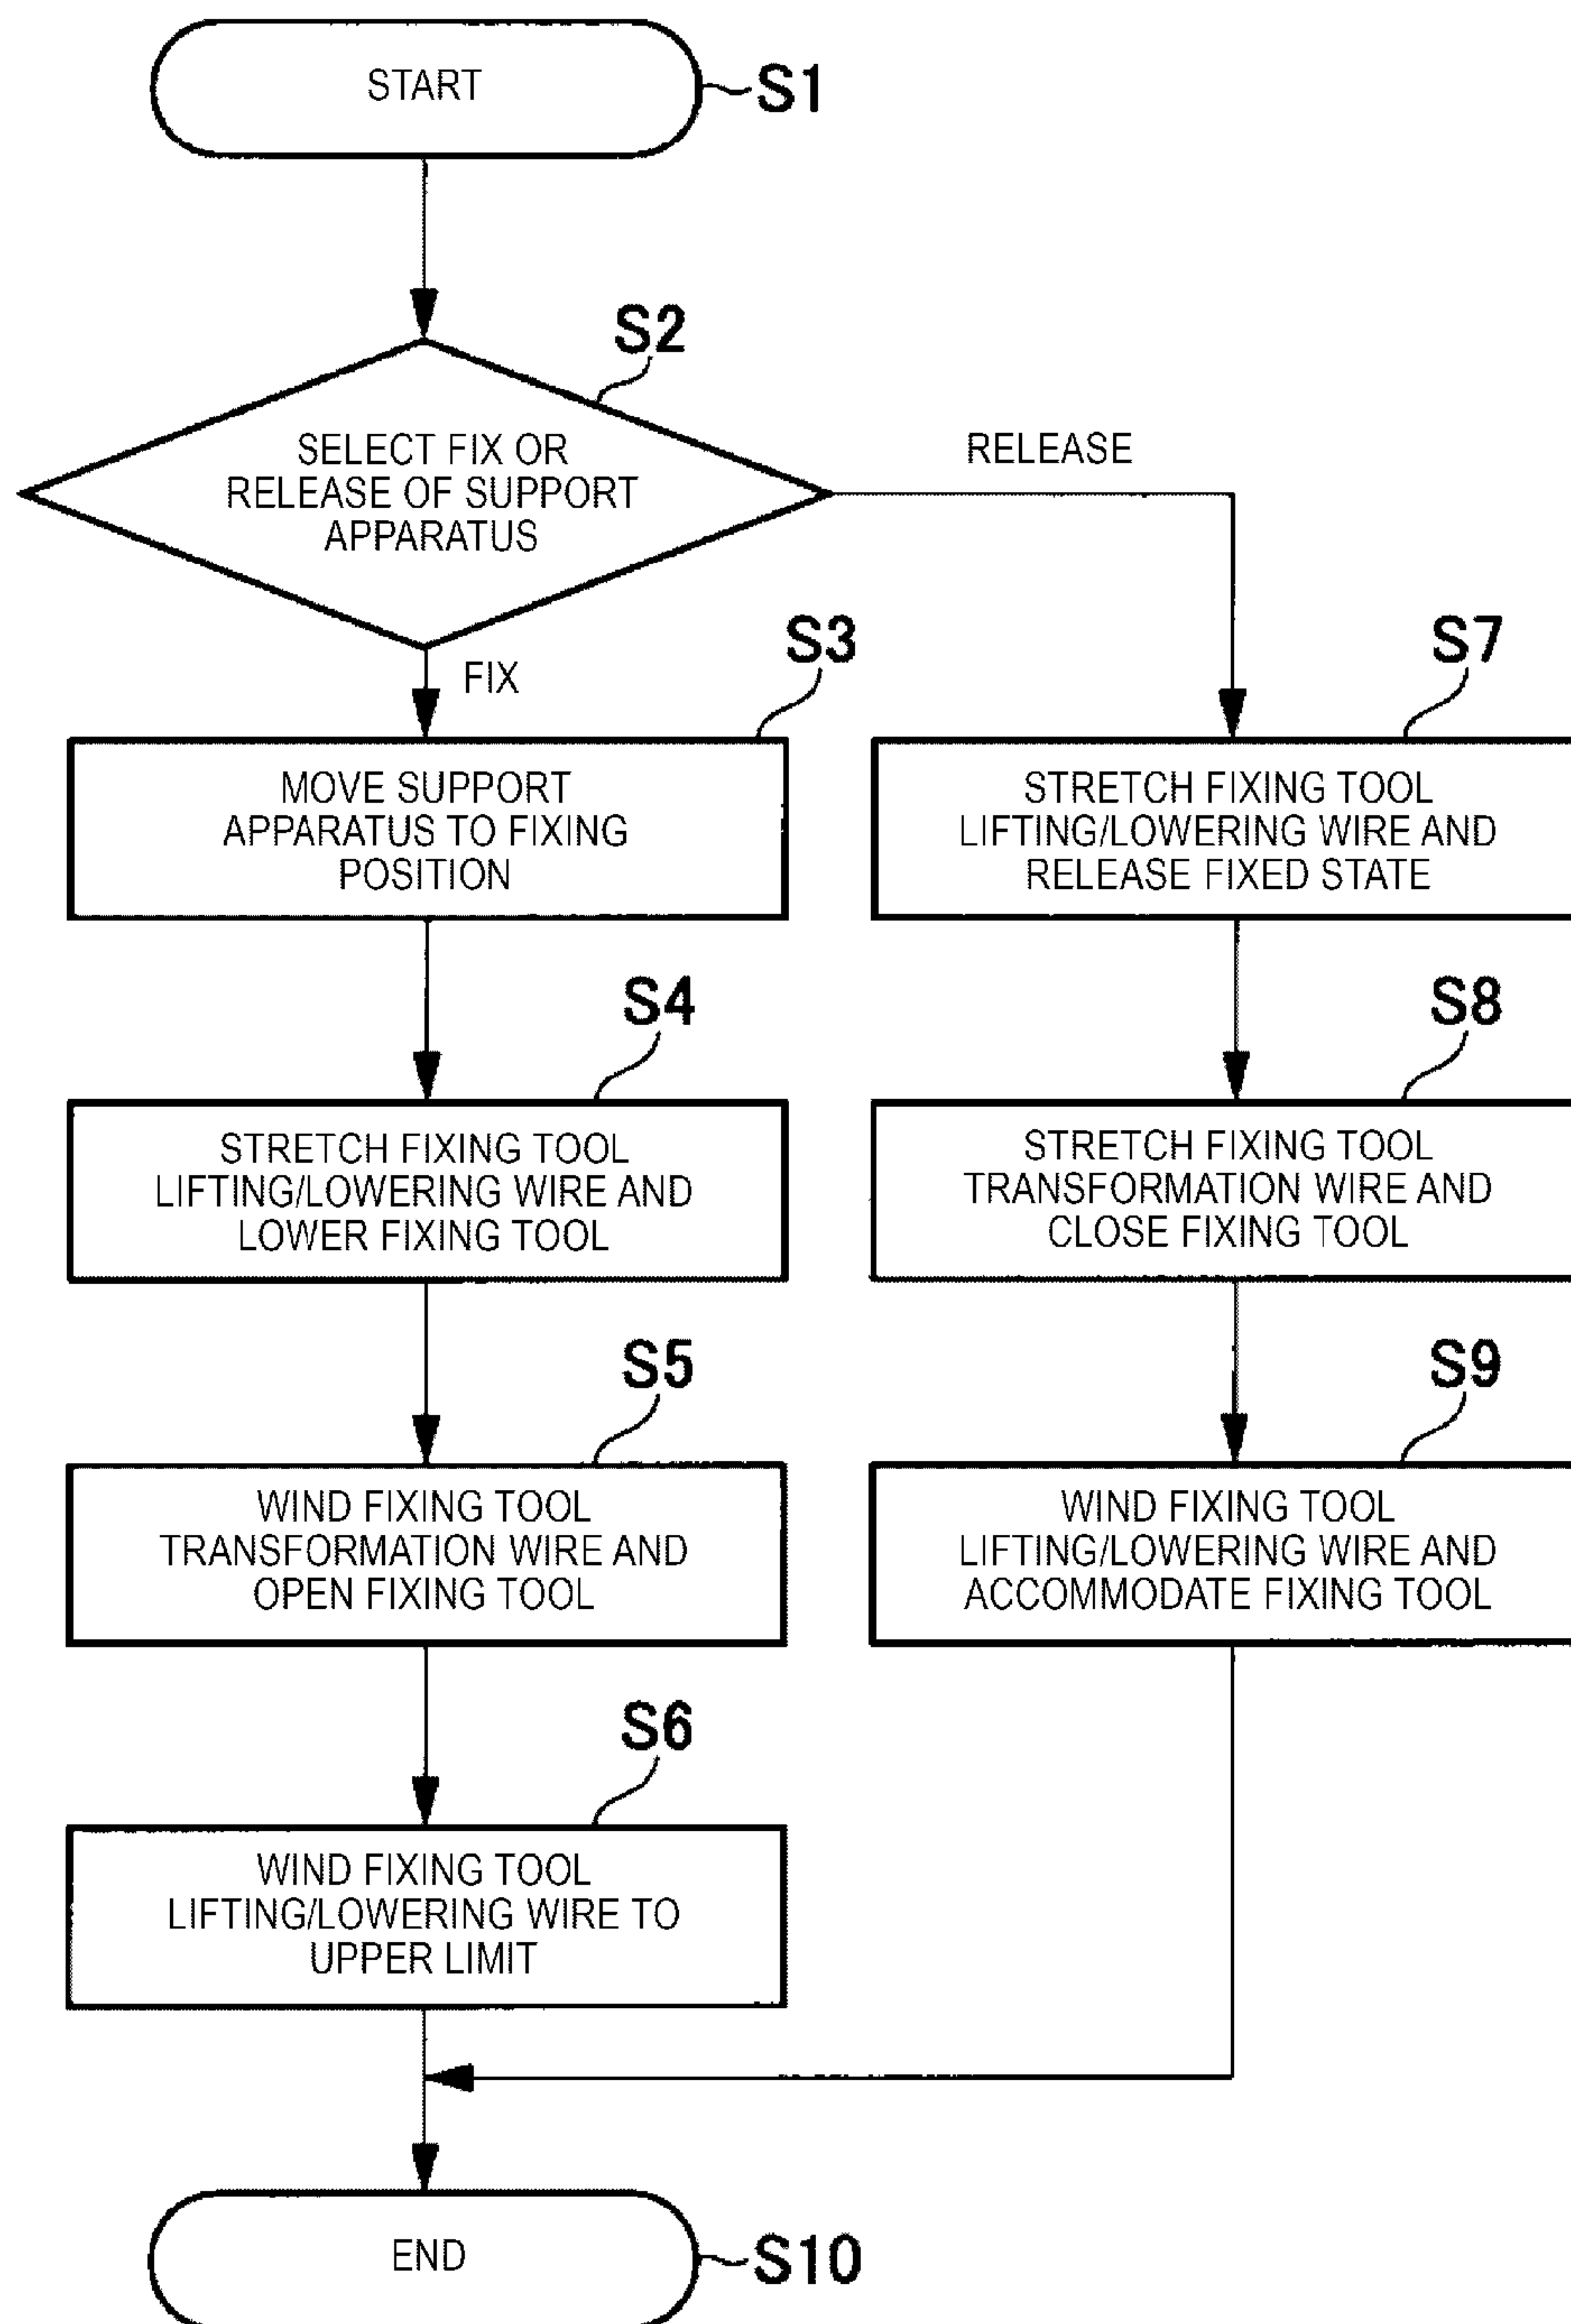 START
S1
S2
SELECT FIX OR
RELEASE OF SUPPORT
APPARATUS
RELEASE
FIX
S3
MOVE SUPPORT
APPARATUS TO FIXING
POSITION
S4
STRETCH FIXING TOOL
LIFTING/LOWERING WIRE AND
LOWER FIXING TOOL
S5
WIND FIXING TOOL
TRANSFORMATION WIRE AND
OPEN FIXING TOOL
S6
WIND FIXING TOOL
LIFTING/LOWERING WIRE TO
UPPER LIMIT
S7
STRETCH FIXING TOOL
LIFTING/LOWERING WIRE AND
RELEASE FIXED STATE
S8
STRETCH FIXING TOOL
TRANSFORMATION WIRE AND
CLOSE FIXING TOOL
S9
WIND FIXING TOOL
LIFTING/LOWERING WIRE AND
ACCOMMODATE FIXING TOOL
END
S10